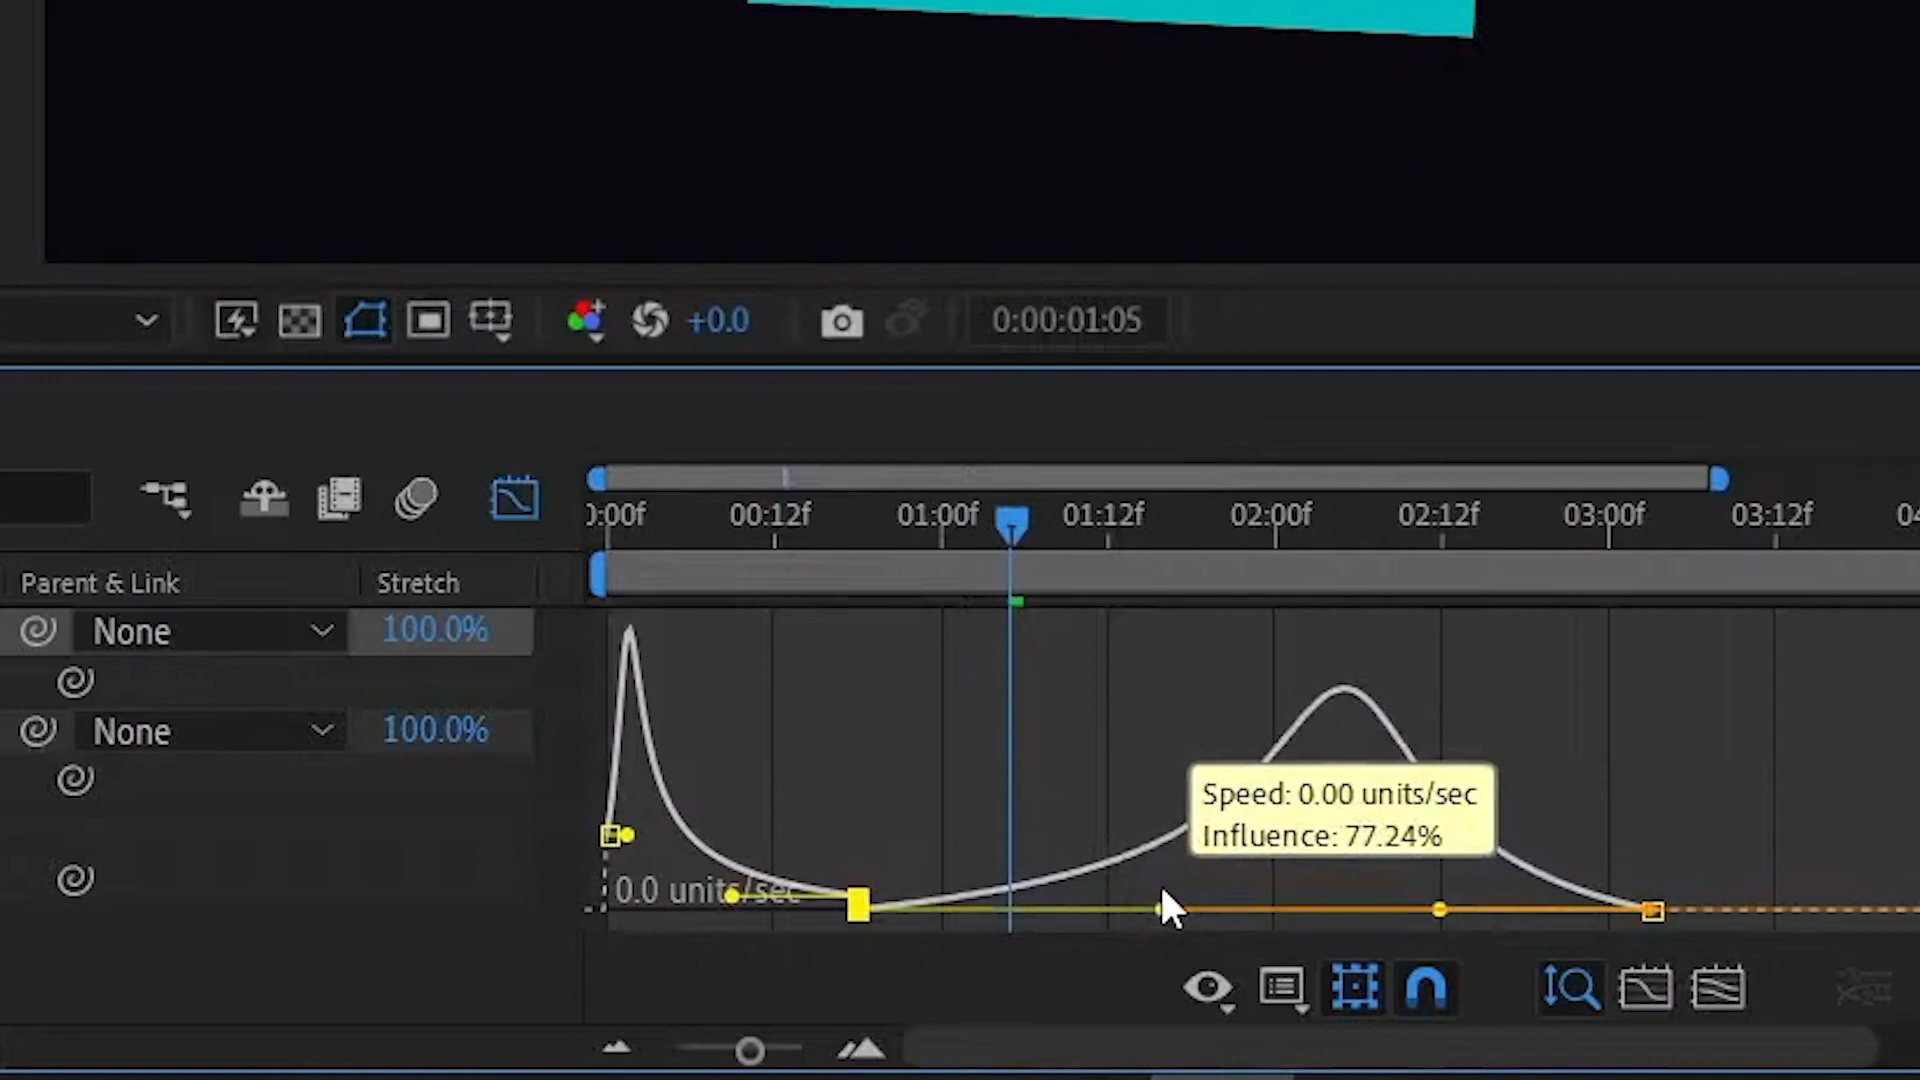 +0.0
0:00:01:05
0:00f 00:12f 01:00f 01:12f 02:00f 02:12f 03:00f 03:12f
Parent & Link Stretch
None 100.0%
None 100.0%
Speed: 0.00 units/sec
Influence: 77.24%
0.0 units/sec